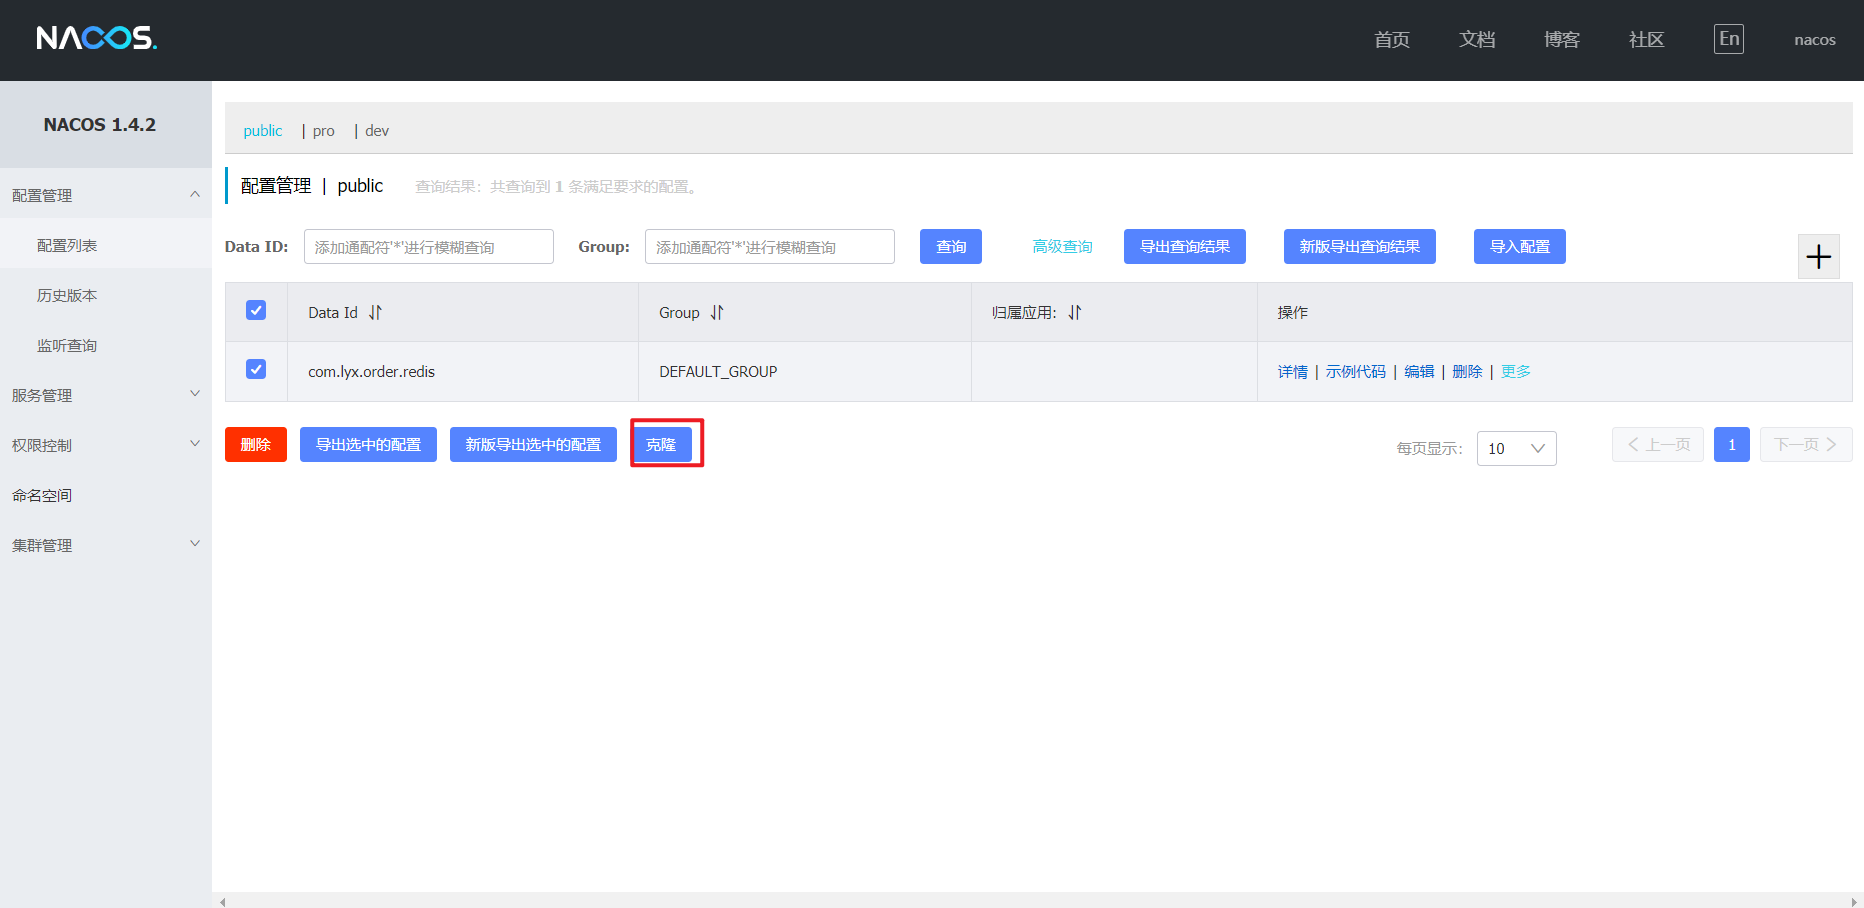 NACOS.
首页 文档 博客 社区 En nacos
NACOS 1.4.2
配置管理
配置列表
历史版本
监听查询
服务管理
权限控制
命名空间
集群管理
public | pro | dev
配置管理 | public 查询结果：共查询到 1 条满足要求的配置。
Data ID: 添加通配符'*'进行模糊查询 Group: 添加通配符'*'进行模糊查询 查询 高级查询 导出查询结果 新版导出查询结果 导入配置
Data Id Group 归属应用: 操作
com.lyx.order.redis DEFAULT_GROUP 详情 | 示例代码 | 编辑 | 删除 | 更多
删除 导出选中的配置 新版导出选中的配置 克隆 每页显示: 10 上一页 1 下一页